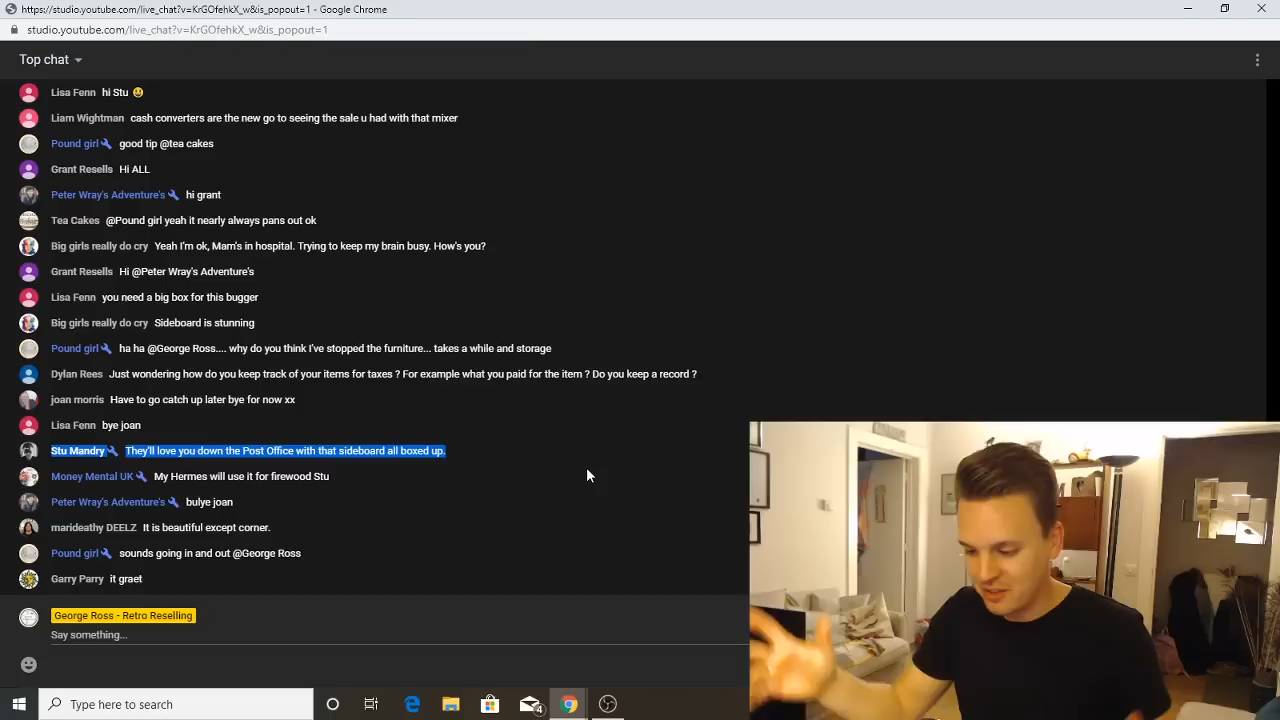 https://studio.youtube.com/live_chat?v=KrGOfehkX_w&is_popout=1 - Google Chrome
studio.youtube.com/live_chat?v=KrGOfehkX_w&is_popout=1
Top chat
Lisa Fenn hi Stu
Liam Wightman cash converters are the new go to seeing the sale u had with that mixer
Pound girl good tip @tea cakes
Grant Resells Hi ALL
Peter Wray's Adventure's hi grant
Tea Cakes @Pound girl yeah it nearly always pans out ok
Big girls really do cry Yeah I'm ok, Mam's in hospital. Trying to keep my brain busy. How's you?
Grant Resells Hi @Peter Wray's Adventure's
Lisa Fenn you need a big box for this bugger
Big girls really do cry Sideboard is stunning
Pound girl ha ha @George Ross.... why do you think I've stopped the furniture... takes a while and storage
Dylan Rees Just wondering how do you keep track of your items for taxes ? For example what you paid for the item ? Do you keep a record ?
joan morris Have to go catch up later bye for now xx
Lisa Fenn bye joan
Stu Mandry They'll love you down the Post Office with that sideboard all boxed up.
Money Mental UK My Hermes will use it for firewood Stu
Peter Wray's Adventure's bulye joan
marideathy DEELZ It is beautiful except corner.
Pound girl sounds going in and out @George Ross
Garry Parry it graet
George Ross - Retro Reselling
Say something...
Type here to search
4